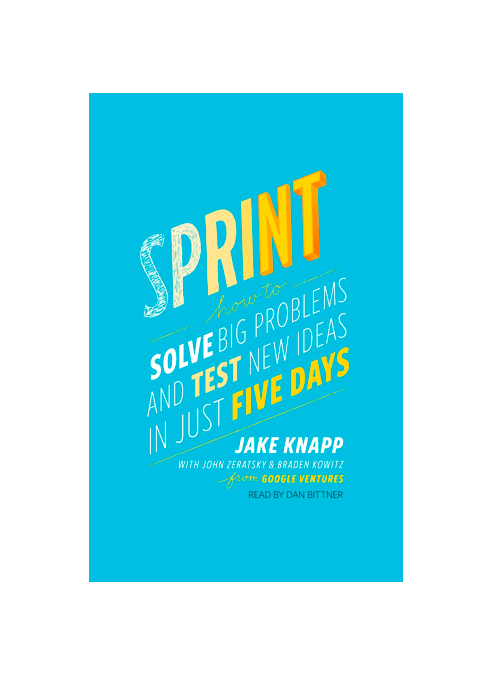 SPRINT
how to
SOLVE BIG PROBLEMS
AND TEST NEW IDEAS
IN JUST FIVE DAYS
JAKE KNAPP
WITH JOHN ZERATSKY & BRADEN KOWITZ
from GOOGLE VENTURES
READ BY DAN BITTNER